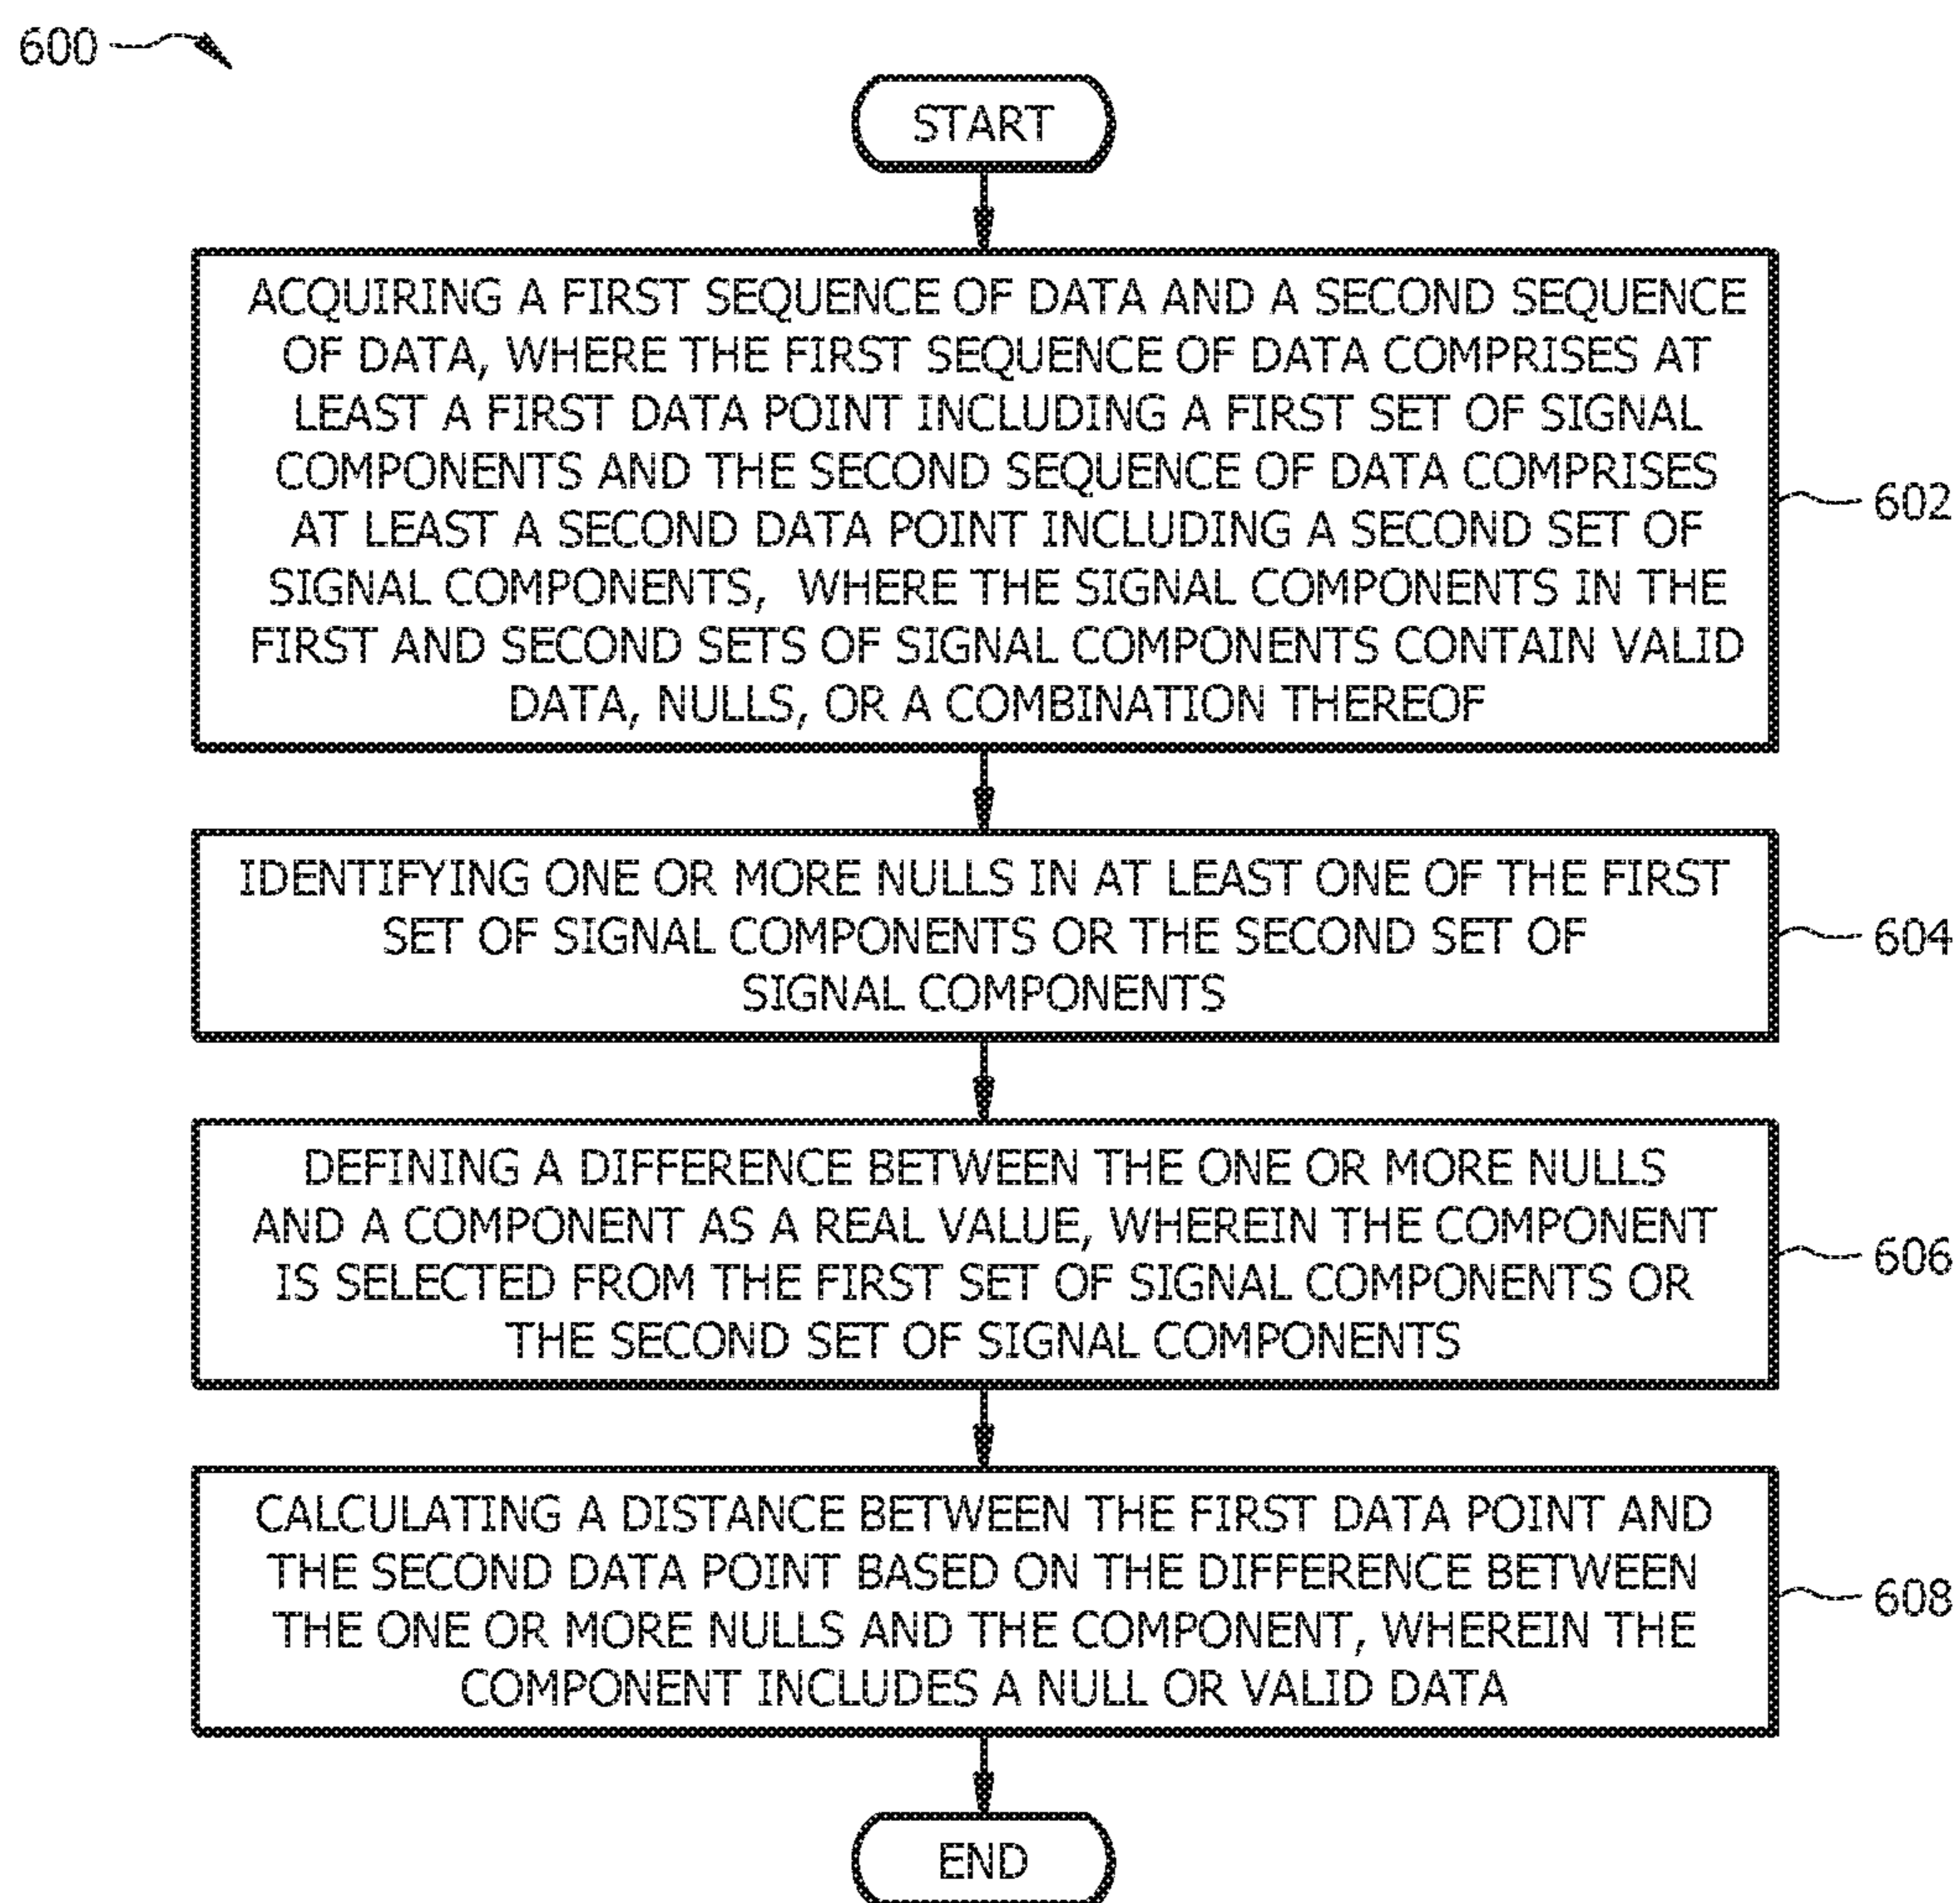 600
START
ACQUIRING A FIRST SEQUENCE OF DATA AND A SECOND SEQUENCE
OF DATA, WHERE THE FIRST SEQUENCE OF DATA COMPRISES AT
LEAST A FIRST DATA POINT INCLUDING A FIRST SET OF SIGNAL
COMPONENTS AND THE SECOND SEQUENCE OF DATA COMPRISES
AT LEAST A SECOND DATA POINT INCLUDING A SECOND SET OF
SIGNAL COMPONENTS, WHERE THE SIGNAL COMPONENTS IN THE
FIRST AND SECOND SETS OF SIGNAL COMPONENTS CONTAIN VALID
DATA, NULLS, OR A COMBINATION THEREOF
602
IDENTIFYING ONE OR MORE NULLS IN AT LEAST ONE OF THE FIRST
SET OF SIGNAL COMPONENTS OR THE SECOND SET OF
SIGNAL COMPONENTS
604
DEFINING A DIFFERENCE BETWEEN THE ONE OR MORE NULLS
AND A COMPONENT AS A REAL VALUE, WHEREIN THE COMPONENT
IS SELECTED FROM THE FIRST SET OF SIGNAL COMPONENTS OR
THE SECOND SET OF SIGNAL COMPONENTS
606
CALCULATING A DISTANCE BETWEEN THE FIRST DATA POINT AND
THE SECOND DATA POINT BASED ON THE DIFFERENCE BETWEEN
THE ONE OR MORE NULLS AND THE COMPONENT, WHEREIN THE
COMPONENT INCLUDES A NULL OR VALID DATA
608
END